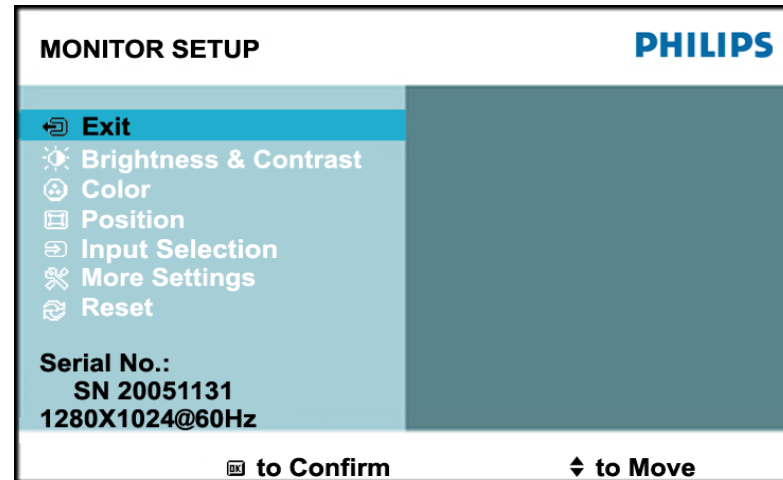 MONITOR SETUP PHILIPS
Exit
Brightness & Contrast
Color
Position
Input Selection
More Settings
Reset
Serial No.:
SN 20051131
1280X1024@60Hz
OK to Confirm to Move